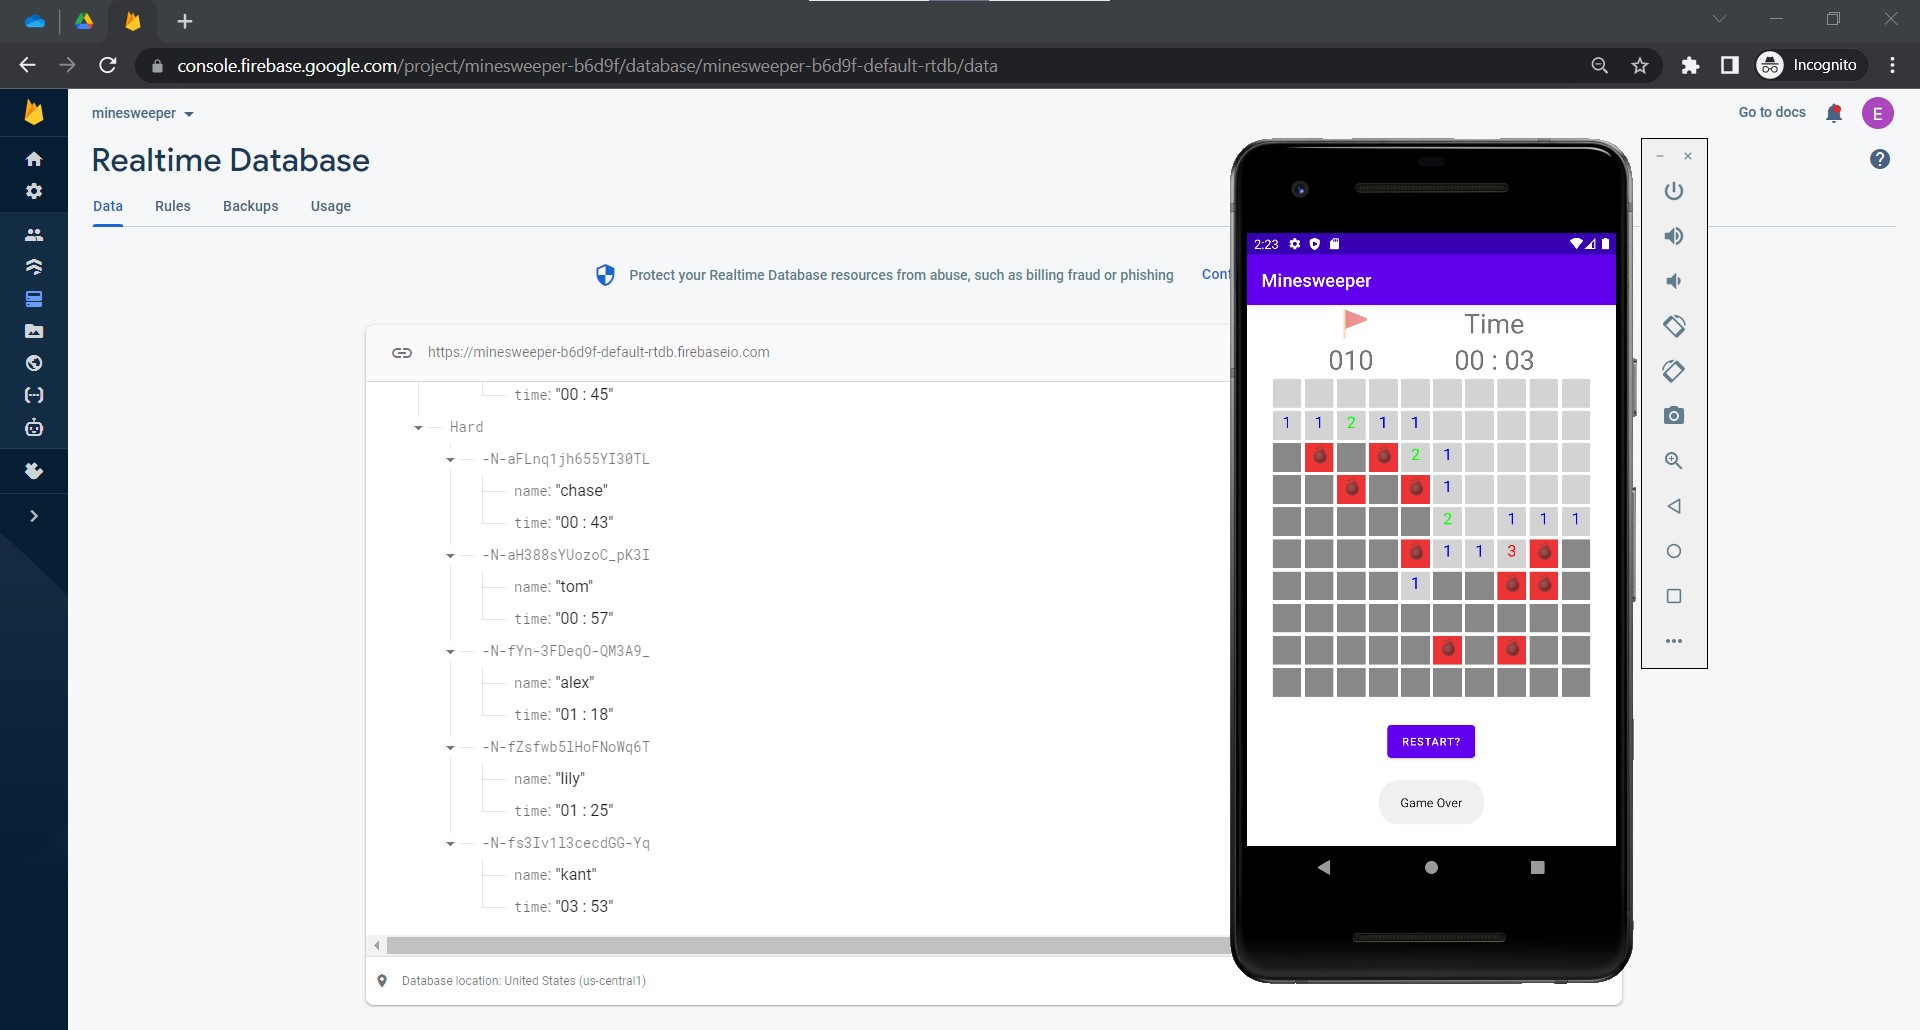 console.firebase.google.com/project/minesweeper-b6d9f/database/minesweeper-b6d9f-default-rtdb/data
Incognito
minesweeper
Go to docs
E
Realtime Database
?
Data Rules Backups Usage
Protect your Realtime Database resources from abuse, such as billing fraud or phishing Conf
https://minesweeper-b6d9f-default-rtdb.firebaseio.com
time: "00 : 45"
Hard
-N-aFLnq1jh655YI30TL
name: "chase"
time: "00 : 43"
-N-aH388sYUozoC_pK3I
name: "tom"
time: "00 : 57"
-N-fYn-3FDeqO-QM3A9_
name: "alex"
time: "01 : 18"
-N-fZsfwb5lHoFNoWq6T
name: "lily"
time: "01 : 25"
-N-fs3Iv1l3cecdGG-Yq
name: "kant"
time: "03 : 53"
Database location: United States (us-central1)
2:23
Minesweeper
Time
010 00 : 03
1 1 2 1 1
2 1
1
2 1 1 1
1 1 3
1
RESTART?
Game Over